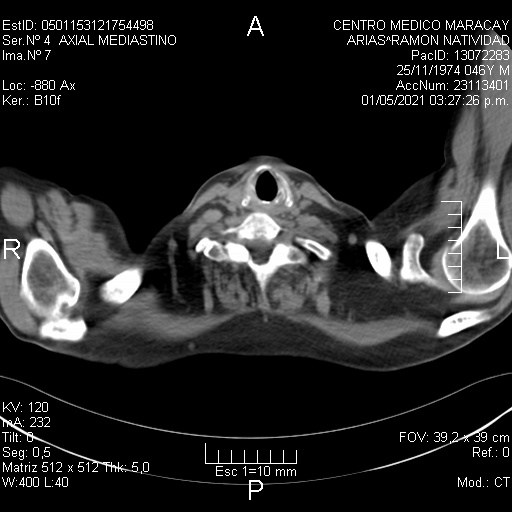 EstID: 0501153121754498
Ser.Nº 4 AXIAL MEDIASTINO
Ima.Nº 7
Loc: -880 Ax
Ker.: B10f
A
CENTRO MEDICO MARACAY
ARIAS^RAMON NATIVIDAD
PacID: 13072283
25/11/1974 046Y M
AccNum: 23113401
01/05/2021 03:27:26 p.m.
R
L
KV: 120
mA: 232
Tilt: 0
Seg: 0,5
Matriz 512 x 512 Thk: 5,0
W:400 L:40
Esc 1=10 mm
P
FOV: 39,2 x 39 cm
Ref.: 0
Mod.: CT